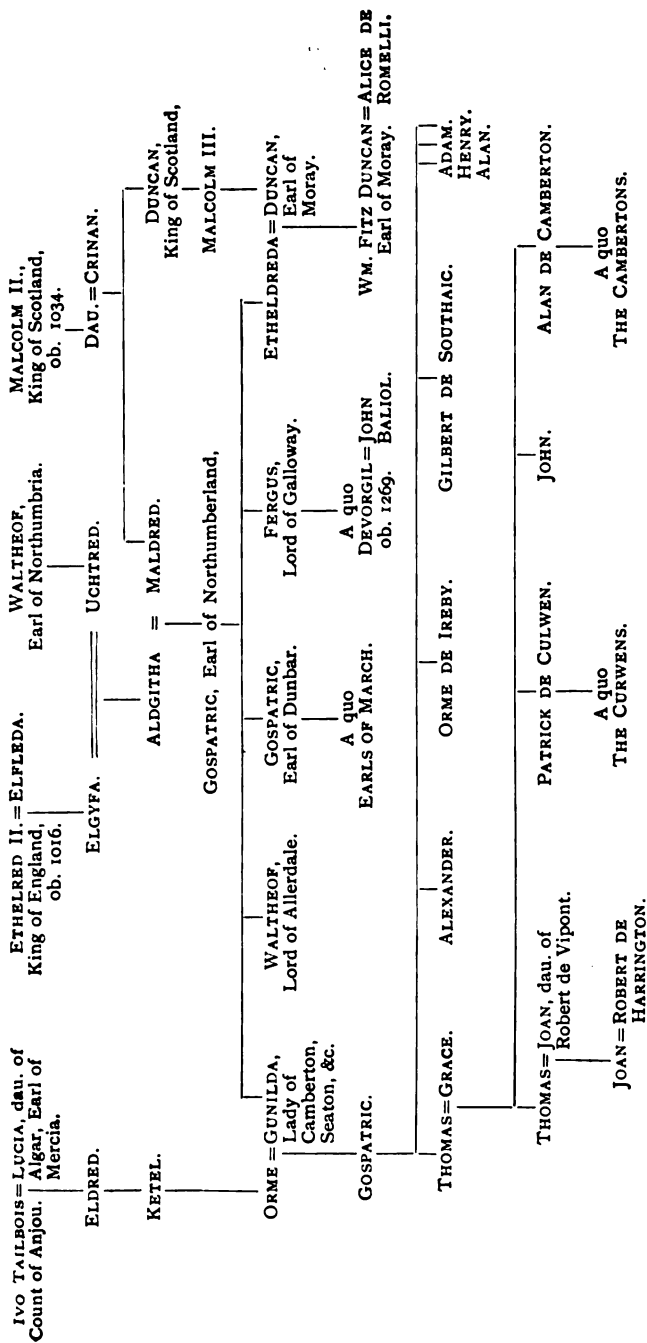 IVO TAILBOIS = LUCIA, dau. of
Count of Anjou. Algar, Earl of
Mercia.
ETHELRED II. = ELFLEDA.
King of England,
ob. 1016.
WALTHEOF,
Earl of Northumbria.
MALCOLM II.,
King of Scotland,
ob. 1034.
ELDRED.
ELGYFA.
UCHTRED.
DAU. = CRINAN.
KETEL.
ALDGITHA = MALDRED.
DUNCAN,
King of Scotland,
MALCOLM III.
GOSPATRIC, Earl of Northumberland,
ORME = GUNILDA,
Lady of
Camberton,
Seaton, &c.
WALTHEOF,
Lord of Allerdale.
GOSPATRIC,
Earl of Dunbar.
FERGUS,
Lord of Galloway.
ETHELDREDA = DUNCAN,
Earl of
Moray.
GOSPATRIC.
A quo
EARLS OF MARCH.
A quo
DEVORGIL = JOHN
ob. 1269. BALIOL.
WM. FITZ DUNCAN = ALICE DE
Earl of Moray. ROMELLI.
THOMAS = GRACE.
ALEXANDER.
ORME DE IREBY.
GILBERT DE SOUTHAIC.
ADAM.
HENRY.
ALAN.
THOMAS = JOAN, dau. of
Robert de Vipont.
PATRICK DE CULWEN.
JOHN.
ALAN DE CAMBERTON.
JOAN = ROBERT DE
HARRINGTON.
A quo
THE CURWENS.
A quo
THE CAMBERTONS.